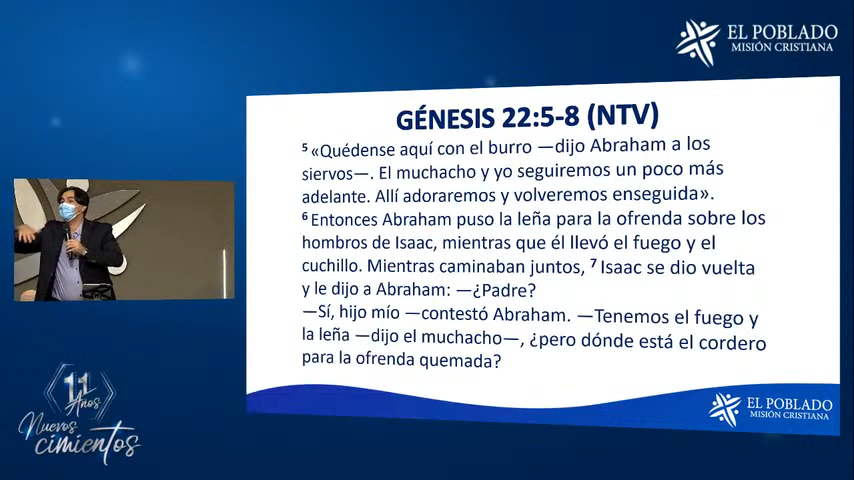 EL POBLADO
MISIÓN CRISTIANA
GÉNESIS 22:5-8 (NTV)
⁵ «Quédense aquí con el burro —dijo Abraham a los
siervos—. El muchacho y yo seguiremos un poco más
adelante. Allí adoraremos y volveremos enseguida».
⁶ Entonces Abraham puso la leña para la ofrenda sobre los
hombros de Isaac, mientras que él llevó el fuego y el
cuchillo. Mientras caminaban juntos, ⁷ Isaac se dio vuelta
y le dijo a Abraham: —¿Padre?
—Sí, hijo mío —contestó Abraham. —Tenemos el fuego y
la leña —dijo el muchacho—, ¿pero dónde está el cordero
para la ofrenda quemada?
11
Años
Nuevos
cimientos
EL POBLADO
MISIÓN CRISTIANA